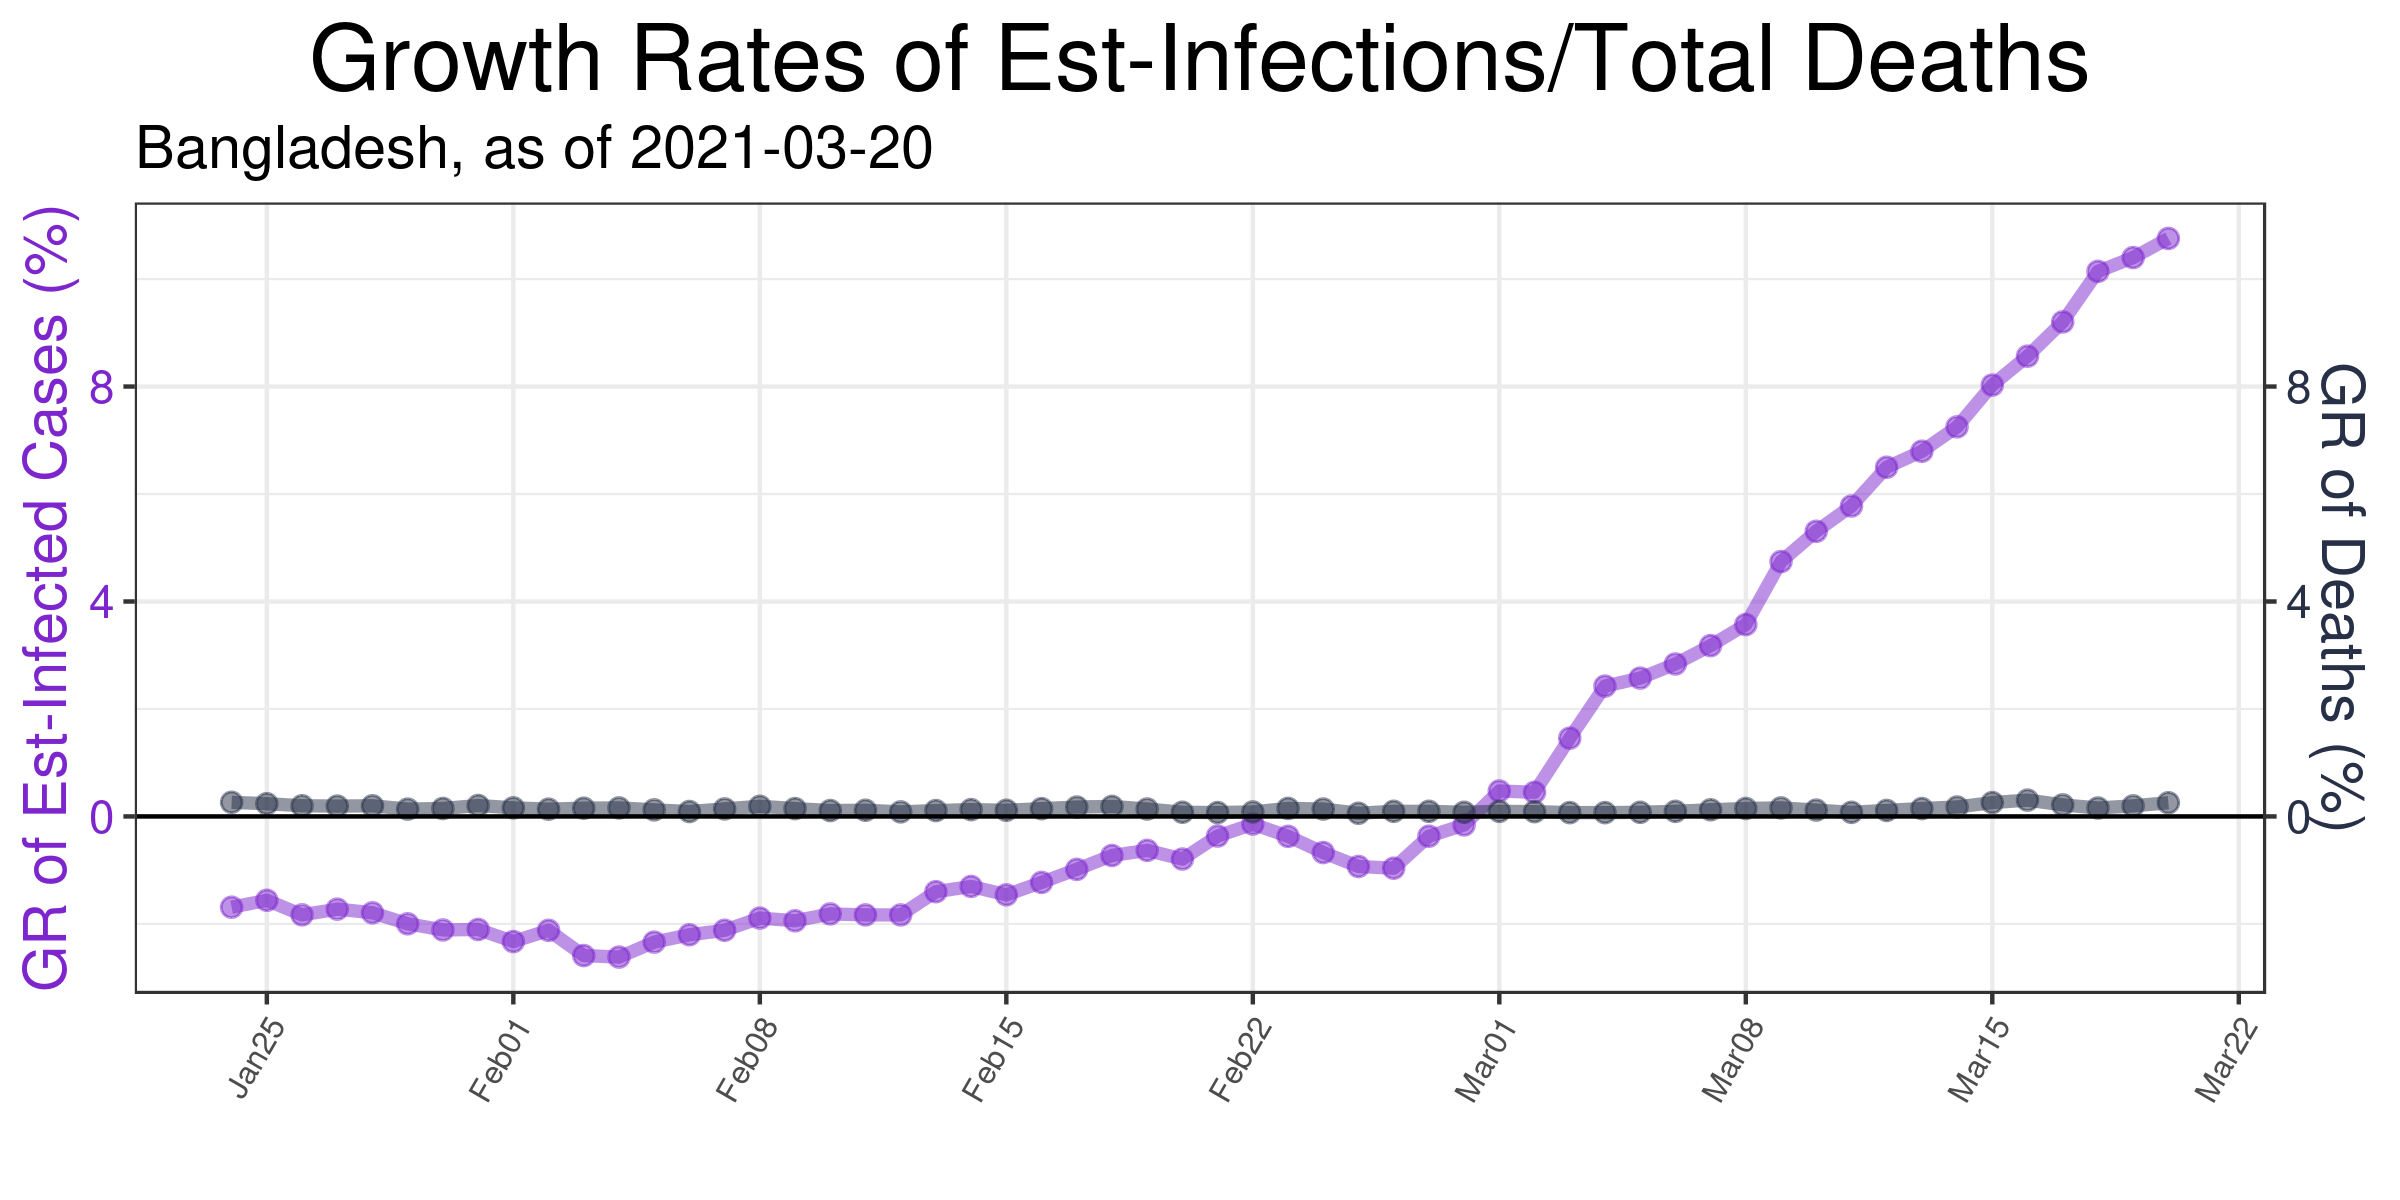 Growth Rates of Est-Infections/Total Deaths
Bangladesh, as of 2021-03-20
GR of Est-Infected Cases (%)
8
4
0
8
4
0
GR of Deaths (%)
Jan25
Feb01
Feb08
Feb15
Feb22
Mar01
Mar08
Mar15
Mar22